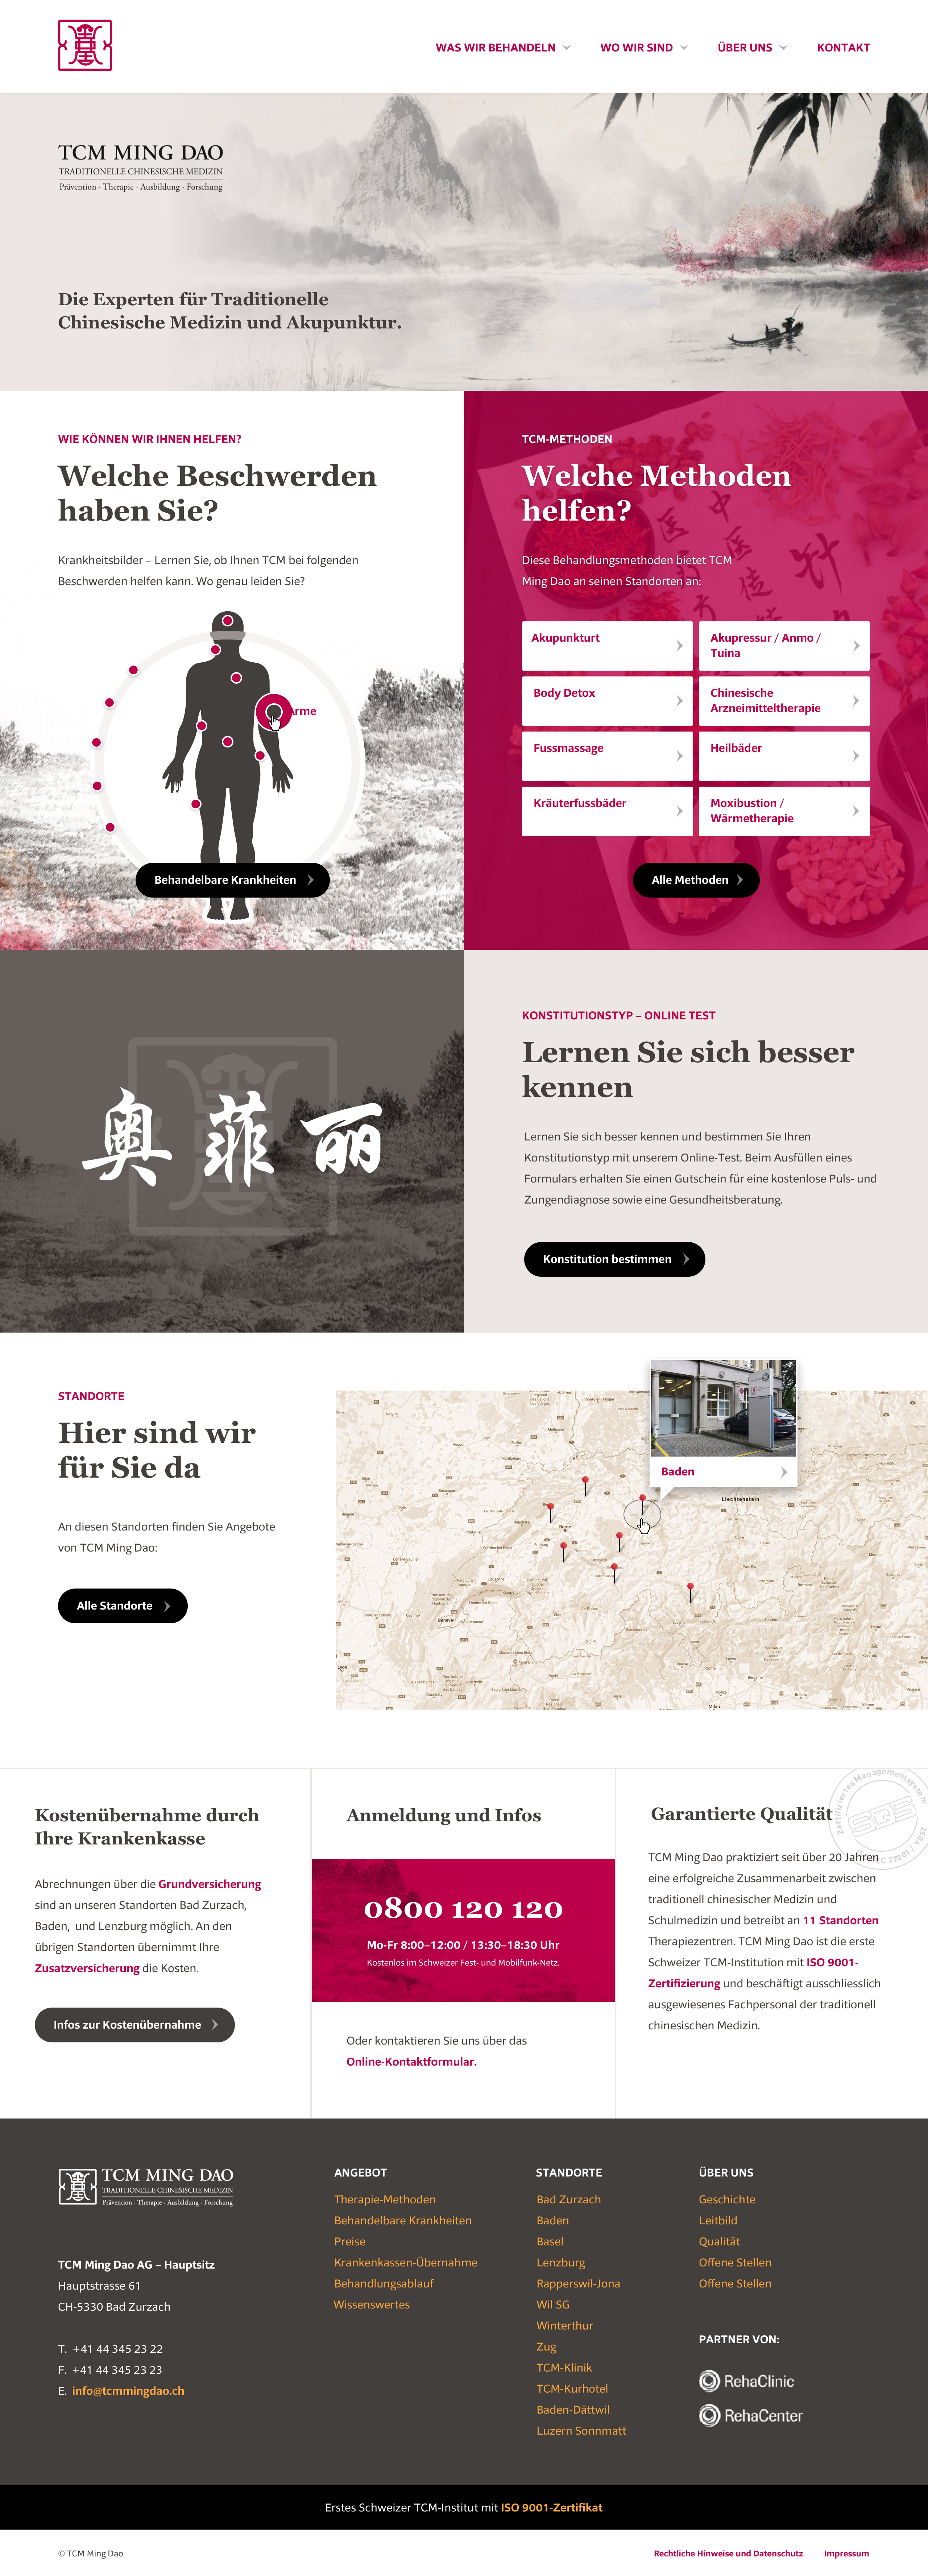 WAS WIR BEHANDELN
WO WIR SIND
ÜBER UNS
KONTAKT
TCM MING DAO
TRADITIONELLE CHINESISCHE MEDIZIN
Prävention · Therapie · Ausbildung · Forschung
Die Experten für Traditionelle
Chinesische Medizin und Akupunktur.
WIE KÖNNEN WIR IHNEN HELFEN?
Welche Beschwerden
haben Sie?
Krankheitsbilder – Lernen Sie, ob Ihnen TCM bei folgenden
Beschwerden helfen kann. Wo genau leiden Sie?
Arme
Behandelbare Krankheiten
TCM-METHODEN
Welche Methoden
helfen?
Diese Behandlungsmethoden bietet TCM
Ming Dao an seinen Standorten an:
Akupunkturt
Akupressur / Anmo /
Tuina
Body Detox
Chinesische
Arzneimitteltherapie
Fussmassage
Heilbäder
Kräuterfussbäder
Moxibustion /
Wärmetherapie
Alle Methoden
奥菲丽
KONSTITUTIONSTYP – ONLINE TEST
Lernen Sie sich besser
kennen
Lernen Sie sich besser kennen und bestimmen Sie Ihren
Konstitutionstyp mit unserem Online-Test. Beim Ausfüllen eines
Formulars erhalten Sie einen Gutschein für eine kostenlose Puls- und
Zungendiagnose sowie eine Gesundheitsberatung.
Konstitution bestimmen
STANDORTE
Hier sind wir
für Sie da
An diesen Standorten finden Sie Angebote
von TCM Ming Dao:
Alle Standorte
Baden
Liechtenstein
Berne
Milan
Kostenübernahme durch
Ihre Krankenkasse
Abrechnungen über die Grundversicherung
sind an unseren Standorten Bad Zurzach,
Baden, und Lenzburg möglich. An den
übrigen Standorten übernimmt Ihre
Zusatzversicherung die Kosten.
Infos zur Kostenübernahme
Anmeldung und Infos
0800 120 120
Mo-Fr 8:00–12:00 / 13:30–18:30 Uhr
Kostenlos im Schweizer Fest- und Mobilfunk-Netz.
Oder kontaktieren Sie uns über das
Online-Kontaktformular.
Zertifiziertes Managementsystem
SQS
Garantierte Qualität
TCM Ming Dao praktiziert seit über 20 Jahren
eine erfolgreiche Zusammenarbeit zwischen
traditionell chinesischer Medizin und
Schulmedizin und betreibt an 11 Standorten
Therapiezentren. TCM Ming Dao ist die erste
Schweizer TCM-Institution mit ISO 9001-
Zertifizierung und beschäftigt ausschliesslich
ausgewiesenes Fachpersonal der traditionell
chinesischen Medizin.
TCM MING DAO
TRADITIONELLE CHINESISCHE MEDIZIN
Prävention · Therapie · Ausbildung · Forschung
TCM Ming Dao AG – Hauptsitz
Hauptstrasse 61
CH-5330 Bad Zurzach
T. +41 44 345 23 22
F. +41 44 345 23 23
E. info@tcmmingdao.ch
ANGEBOT
Therapie-Methoden
Behandelbare Krankheiten
Preise
Krankenkassen-Übernahme
Behandlungsablauf
Wissenswertes
STANDORTE
Bad Zurzach
Baden
Basel
Lenzburg
Rapperswil-Jona
Wil SG
Winterthur
Zug
TCM-Klinik
TCM-Kurhotel
Baden-Dättwil
Luzern Sonnmatt
ÜBER UNS
Geschichte
Leitbild
Qualität
Offene Stellen
Offene Stellen
PARTNER VON:
RehaClinic
RehaCenter
Erstes Schweizer TCM-Institut mit ISO 9001-Zertifikat
© TCM Ming Dao
Rechtliche Hinweise und Datenschutz
Impressum